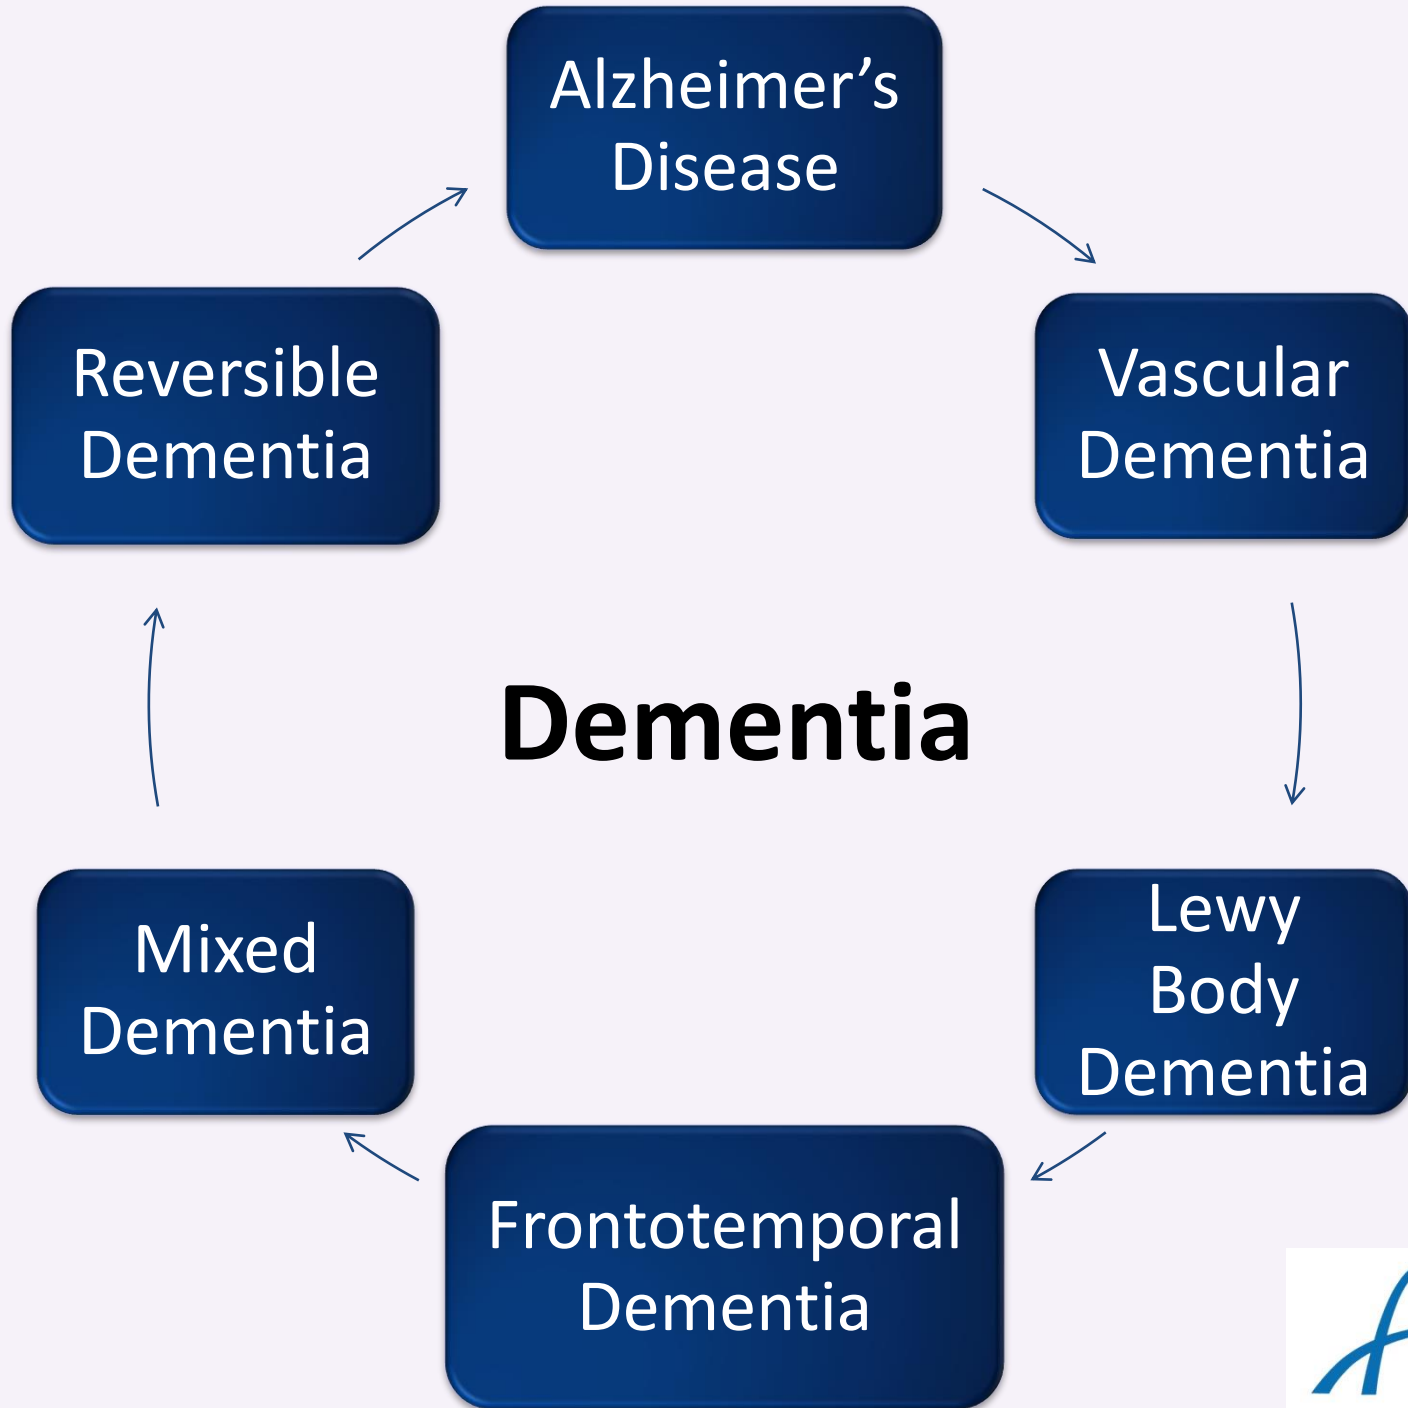 Alzheimer’s
Disease
Vascular
Dementia
Lewy
Body
Dementia
Frontotemporal
Dementia
Mixed
Dementia
Reversible
Dementia
Dementia